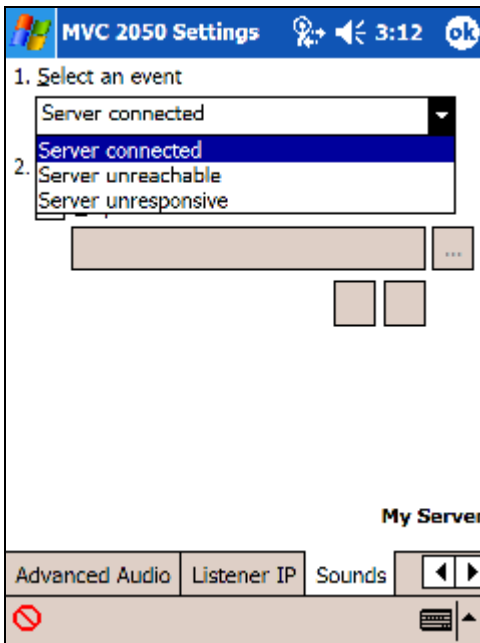 MVC 2050 Settings 3:12 ok
1. Select an event
Server connected
Server connected
2.
Server unreachable
Server unresponsive
...
My Server
Advanced Audio Listener IP Sounds